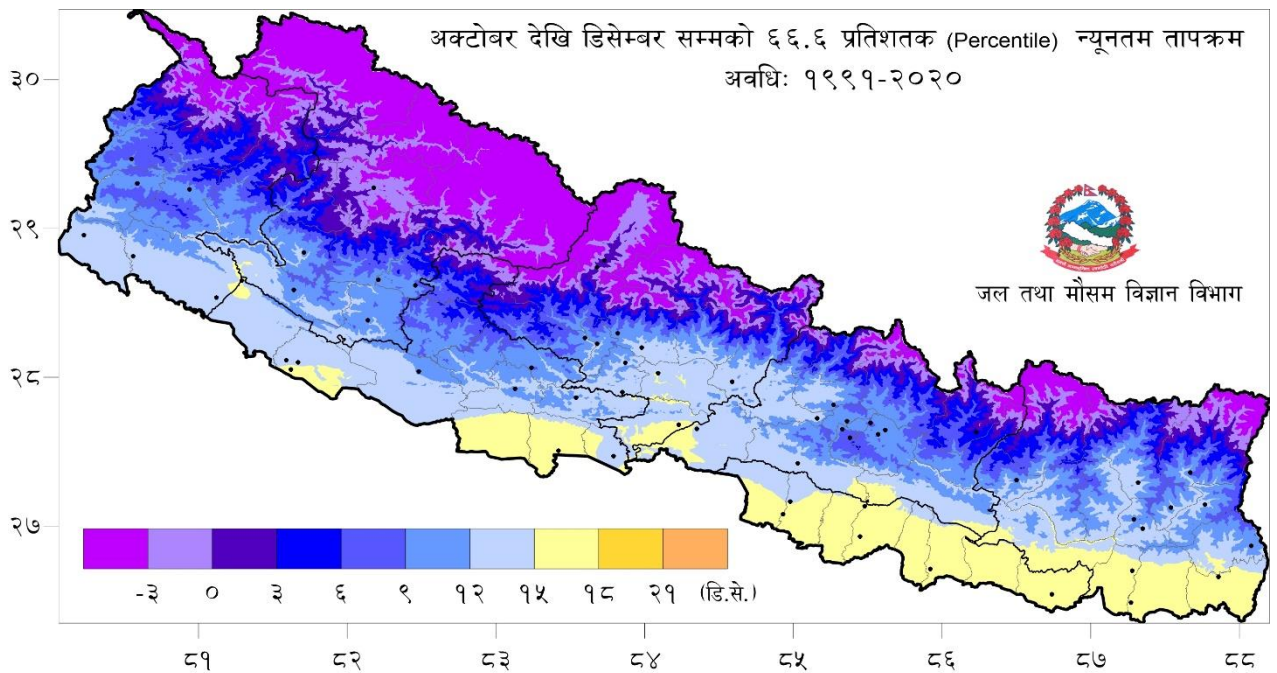 अक्टोबर देखि डिसेम्बर सम्मको ६६.६ प्रतिशतक (Percentile) न्यूनतम तापक्रम
अवधिः १९९१-२०२०
३०
२९
जल तथा मौसम विज्ञान विभाग
२८
२७
-३ ० ३ ६ ९ १२ १५ १८ २१ (डि.से.)
८१ ८२ ८३ ८४ ८५ ८६ ८७ ८८